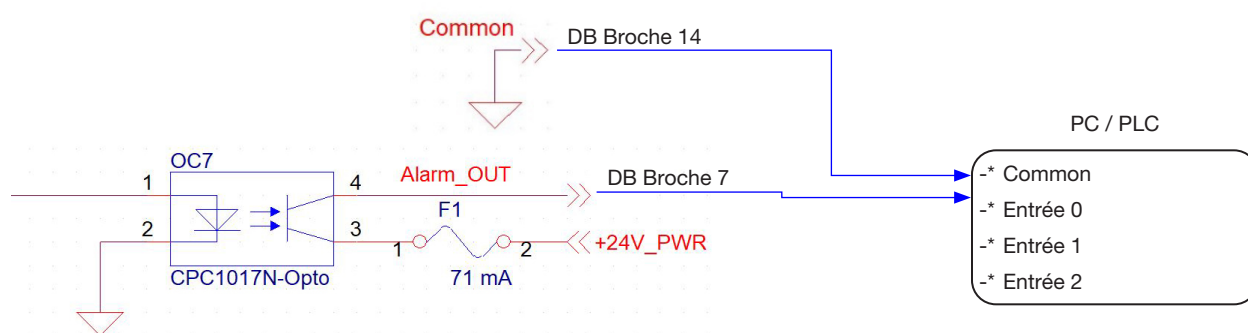 Common
DB Broche 14
PC / PLC
OC7
1
4
Alarm_OUT
DB Broche 7
-* Common
F1
-* Entrée 0
2
3
1
2
+24V_PWR
-* Entrée 1
CPC1017N-Opto
71 mA
-* Entrée 2